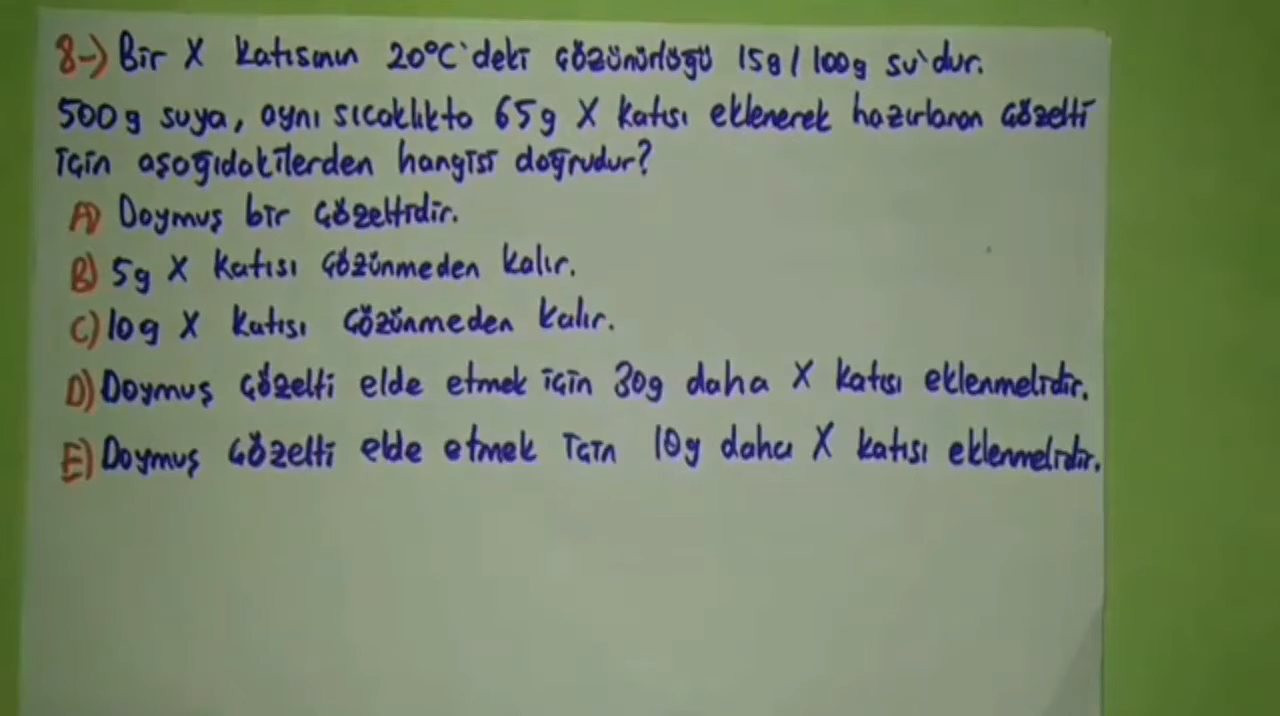 8-) Bir X katısının 20°C'deki çözünürlüğü 15g/100g su'dur.
500g suya, aynı sıcaklıkta 65g X katısı eklenerek hazırlanan çözelti
için aşağıdakilerden hangisi doğrudur?
A) Doymuş bir çözeltidir.
B) 5g X katısı çözünmeden kalır.
C) 10g X katısı çözünmeden kalır.
D) Doymuş çözelti elde etmek için 30g daha X katısı eklenmelidir.
E) Doymuş çözelti elde etmek için 10g daha X katısı eklenmelidir.